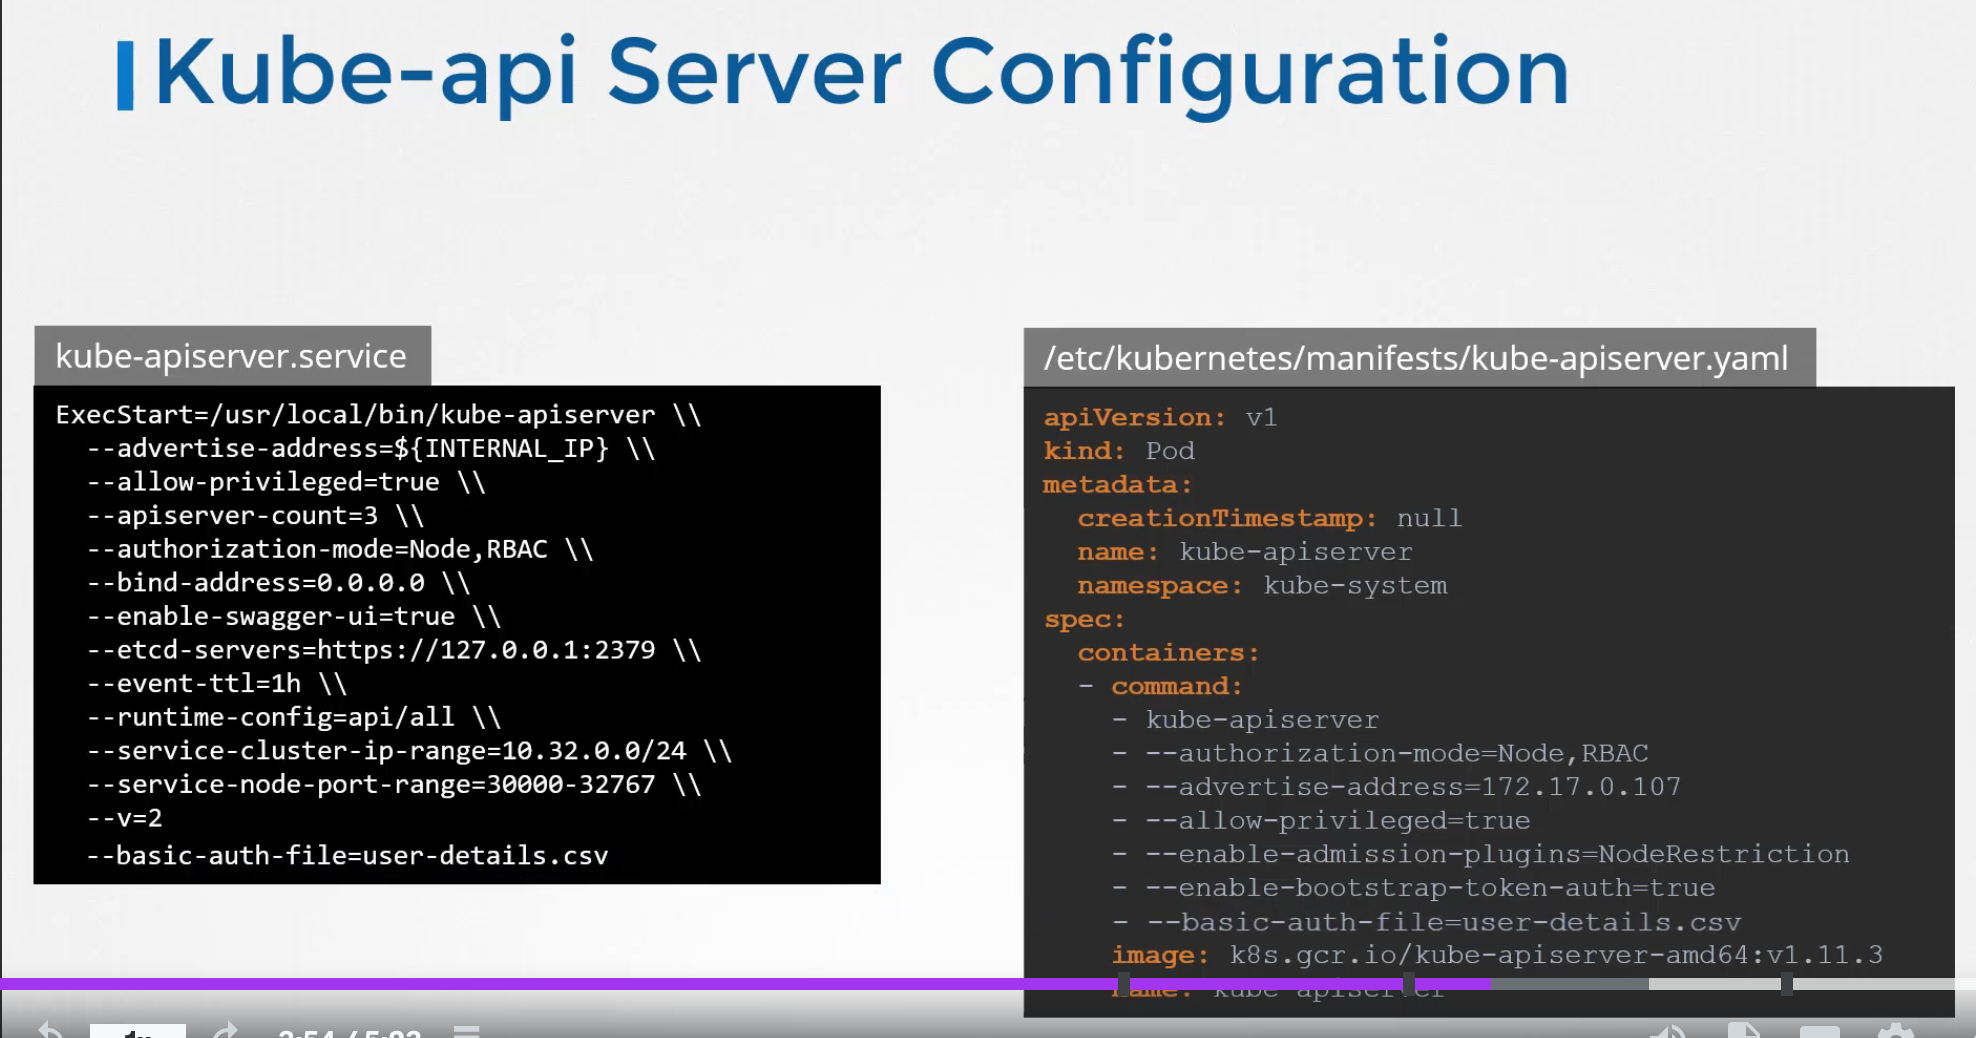 Kube-api Server Configuration
kube-apiserver.service
ExecStart=/usr/local/bin/kube-apiserver \\
--advertise-address=${INTERNAL_IP} \\
--allow-privileged=true \\
--apiserver-count=3 \\
--authorization-mode=Node,RBAC \\
--bind-address=0.0.0.0 \\
--enable-swagger-ui=true \\
--etcd-servers=https://127.0.0.1:2379 \\
--event-ttl=1h \\
--runtime-config=api/all \\
--service-cluster-ip-range=10.32.0.0/24 \\
--service-node-port-range=30000-32767 \\
--v=2
--basic-auth-file=user-details.csv
/etc/kubernetes/manifests/kube-apiserver.yaml
apiVersion: v1
kind: Pod
metadata:
creationTimestamp: null
name: kube-apiserver
namespace: kube-system
spec:
containers:
- command:
- kube-apiserver
- --authorization-mode=Node,RBAC
- --advertise-address=172.17.0.107
- --allow-privileged=true
- --enable-admission-plugins=NodeRestriction
- --enable-bootstrap-token-auth=true
- --basic-auth-file=user-details.csv
image: k8s.gcr.io/kube-apiserver-amd64:v1.11.3
name: kube-apiserver